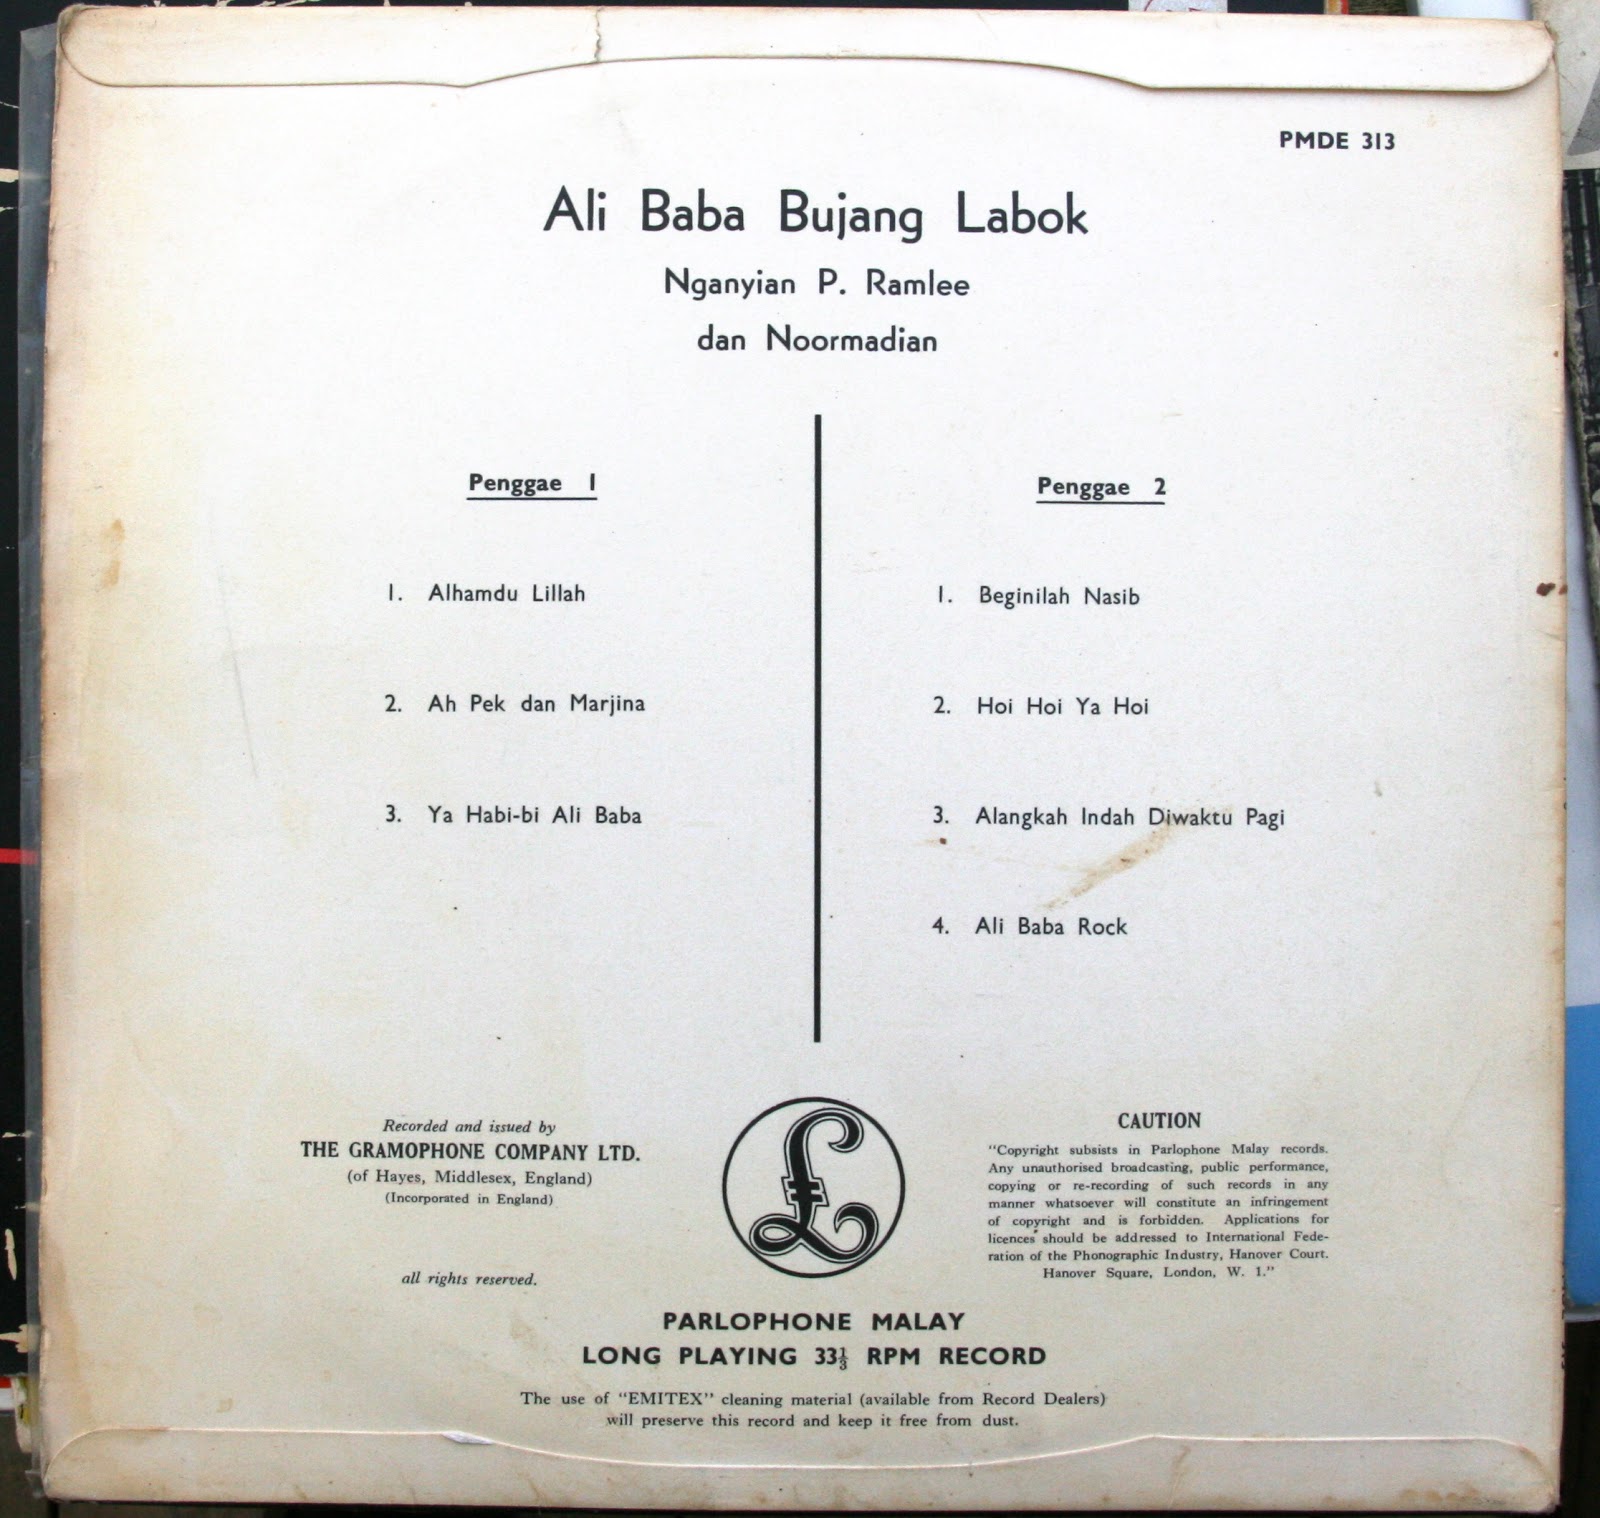 PMDE 313
Ali Baba Bujang Labok
Nganyian P. Ramlee
dan Noormadian
Penggae 1
1. Alhamdu Lillah
2. Ah Pek dan Marjina
3. Ya Habi-bi Ali Baba
Penggae 2
1. Beginilah Nasib
2. Hoi Hoi Ya Hoi
3. Alangkah Indah Diwaktu Pagi
4. Ali Baba Rock
Recorded and issued by
THE GRAMOPHONE COMPANY LTD.
(of Hayes, Middlesex, England)
(Incorporated in England)
all rights reserved.
£
CAUTION
"Copyright subsists in Parlophone Malay records.
Any unauthorised broadcasting, public performance,
copying or re-recording of such records in any
manner whatsoever will constitute an infringement
of copyright and is forbidden. Applications for
licences should be addressed to International Fede-
ration of the Phonographic Industry, Hanover Court.
Hanover Square, London, W. 1."
PARLOPHONE MALAY
LONG PLAYING 33⅓ RPM RECORD
The use of "EMITEX" cleaning material (available from Record Dealers)
will preserve this record and keep it free from dust.